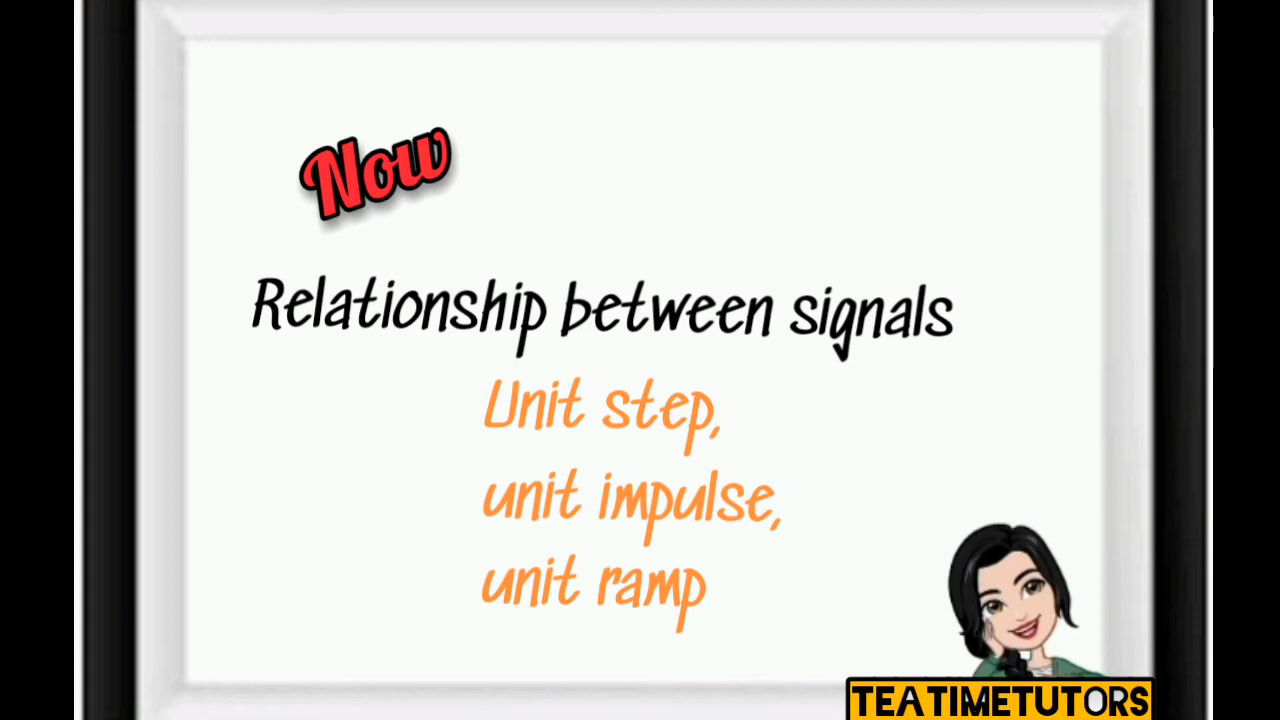 Now
Relationship between signals
Unit step,
unit impulse,
unit ramp
TEATIMETUTORS